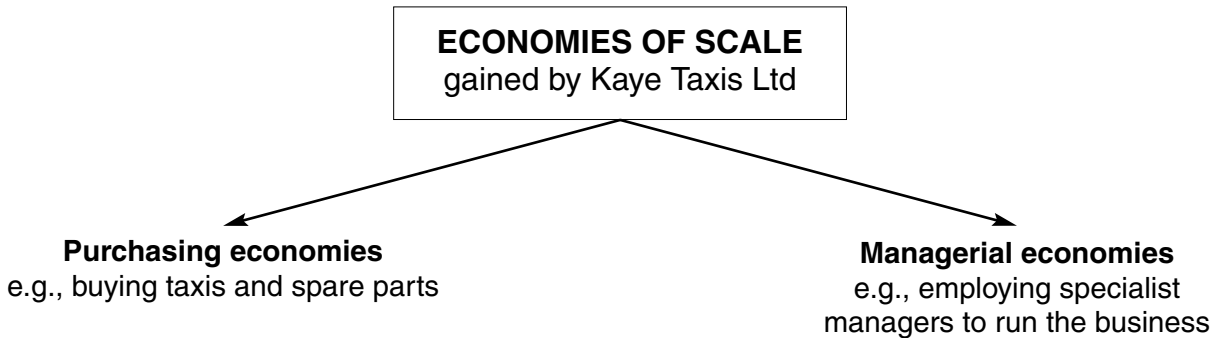 ECONOMIES OF SCALE
gained by Kaye Taxis Ltd
Purchasing economies
e.g., buying taxis and spare parts
Managerial economies
e.g., employing specialist
managers to run the business